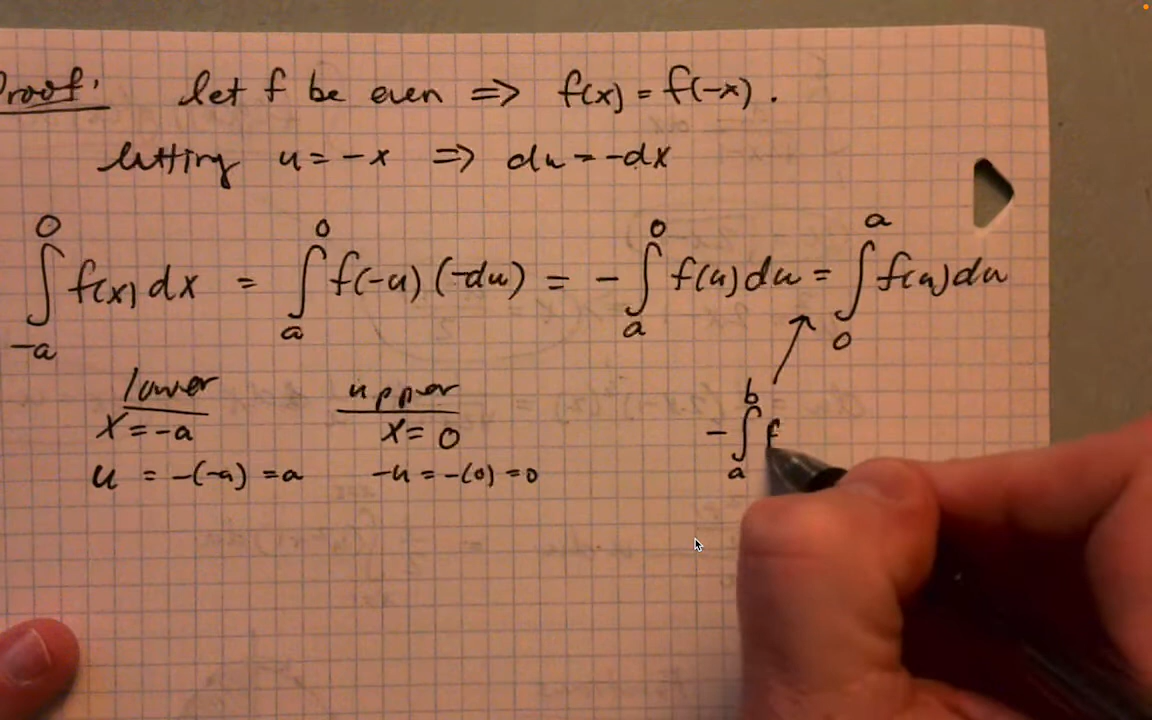 Proof: let f be even ⇒ f(x) = f(-x).
letting u = -x ⇒ du = -dx
∫_{-a}^{0} f(x) dx = ∫_{a}^{0} f(-u) (-du) = - ∫_{a}^{0} f(u) du = ∫_{0}^{a} f(u) du
lower upper
x = -a x = 0
u = -(-a) = a -u = -(0) = 0
- ∫_{a}^{b} f